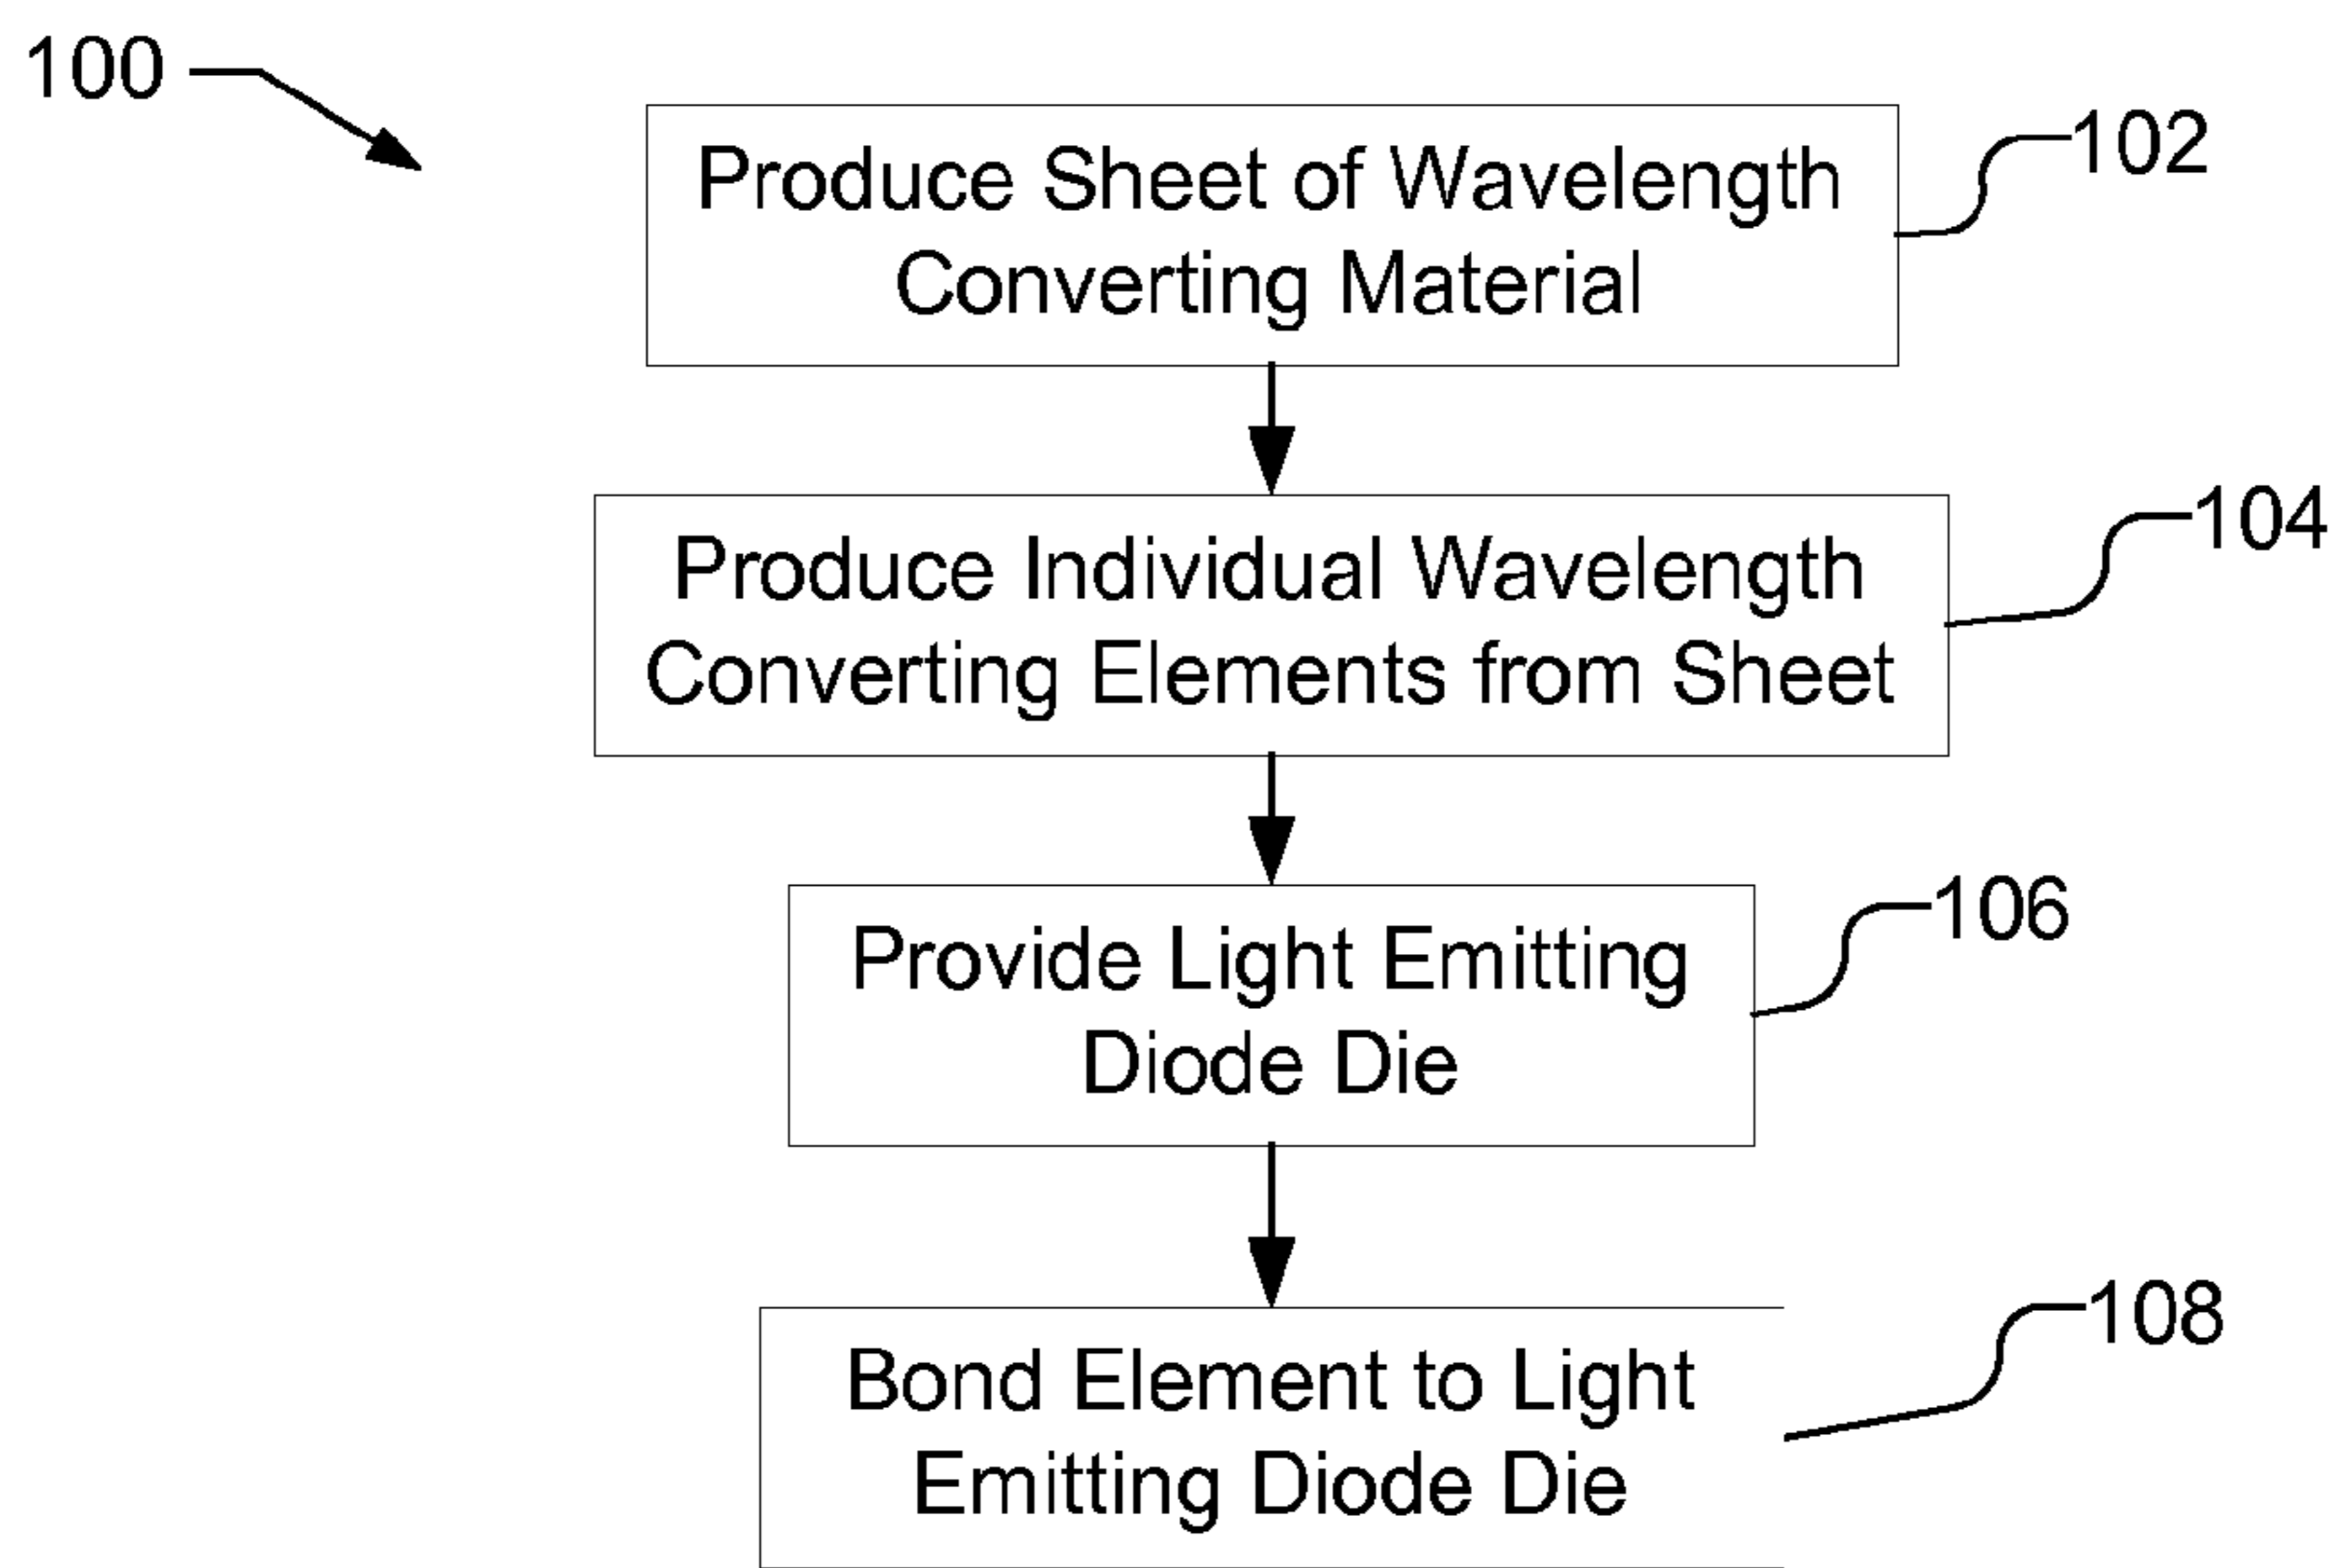 100
Produce Sheet of Wavelength
Converting Material
102
Produce Individual Wavelength
Converting Elements from Sheet
104
Provide Light Emitting
Diode Die
106
Bond Element to Light
Emitting Diode Die
108